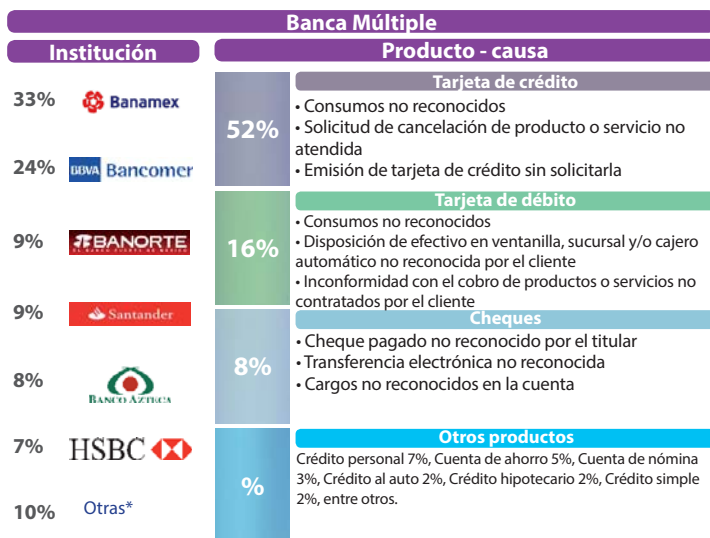 Banca Múltiple
Institución
Producto - causa
33%
Banamex
24%
BBVA Bancomer
9%
BANORTE
EL BANCO FUERTE DE MÉXICO
9%
Santander
8%
BANCO AZTECA
7%
HSBC
10%
Otras*
52%
Tarjeta de crédito
• Consumos no reconocidos
• Solicitud de cancelación de producto o servicio no
atendida
• Emisión de tarjeta de crédito sin solicitarla
16%
Tarjeta de débito
• Consumos no reconocidos
• Disposición de efectivo en ventanilla, sucursal y/o cajero
automático no reconocida por el cliente
• Inconformidad con el cobro de productos o servicios no
contratados por el cliente
8%
Cheques
• Cheque pagado no reconocido por el titular
• Transferencia electrónica no reconocida
• Cargos no reconocidos en la cuenta
%
Otros productos
Crédito personal 7%, Cuenta de ahorro 5%, Cuenta de nómina
3%, Crédito al auto 2%, Crédito hipotecario 2%, Crédito simple
2%, entre otros.